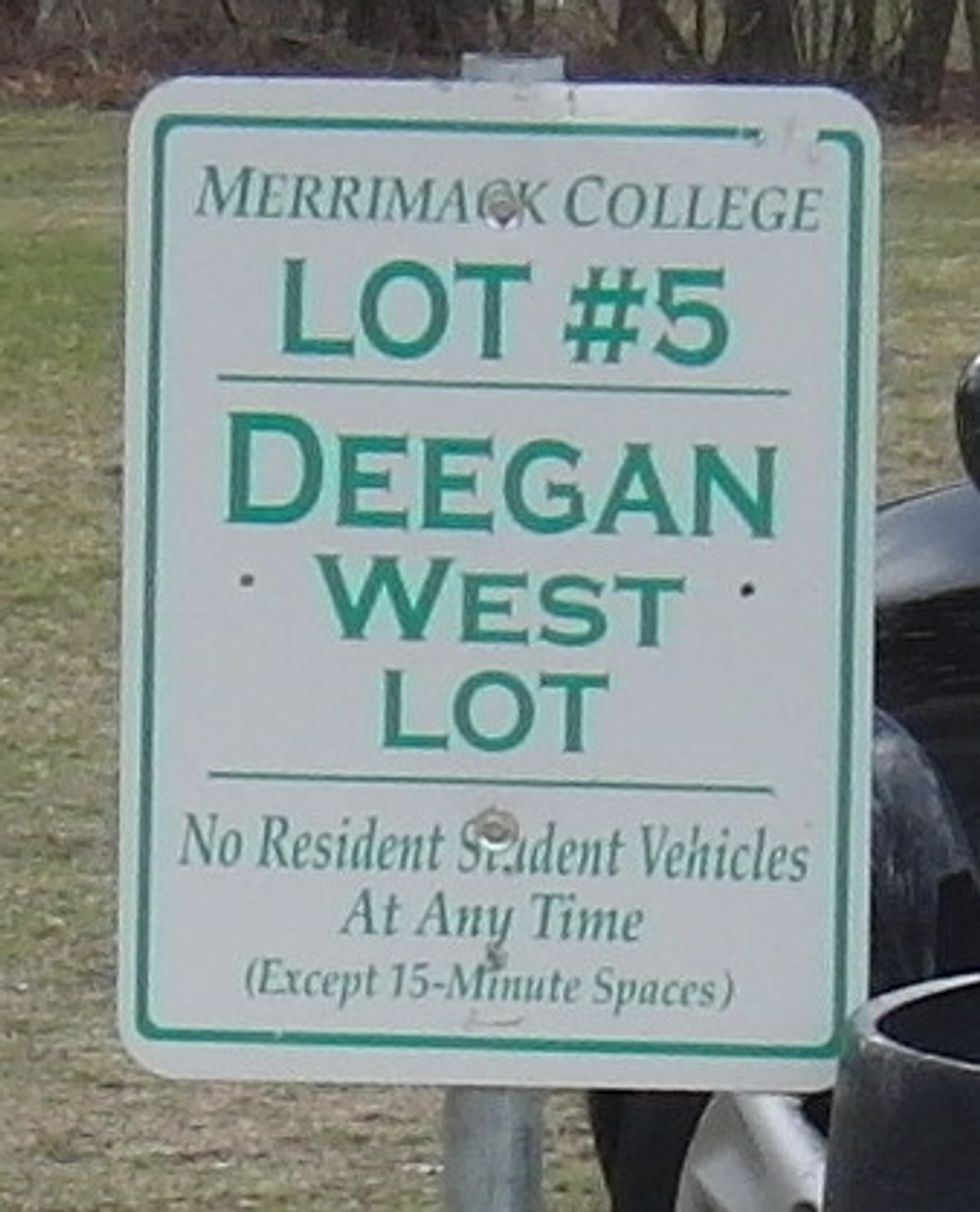 MERRIMACK COLLEGE
LOT #5
DEEGAN
WEST
LOT
No Resident Student Vehicles
At Any Time
(Except 15-Minute Spaces)